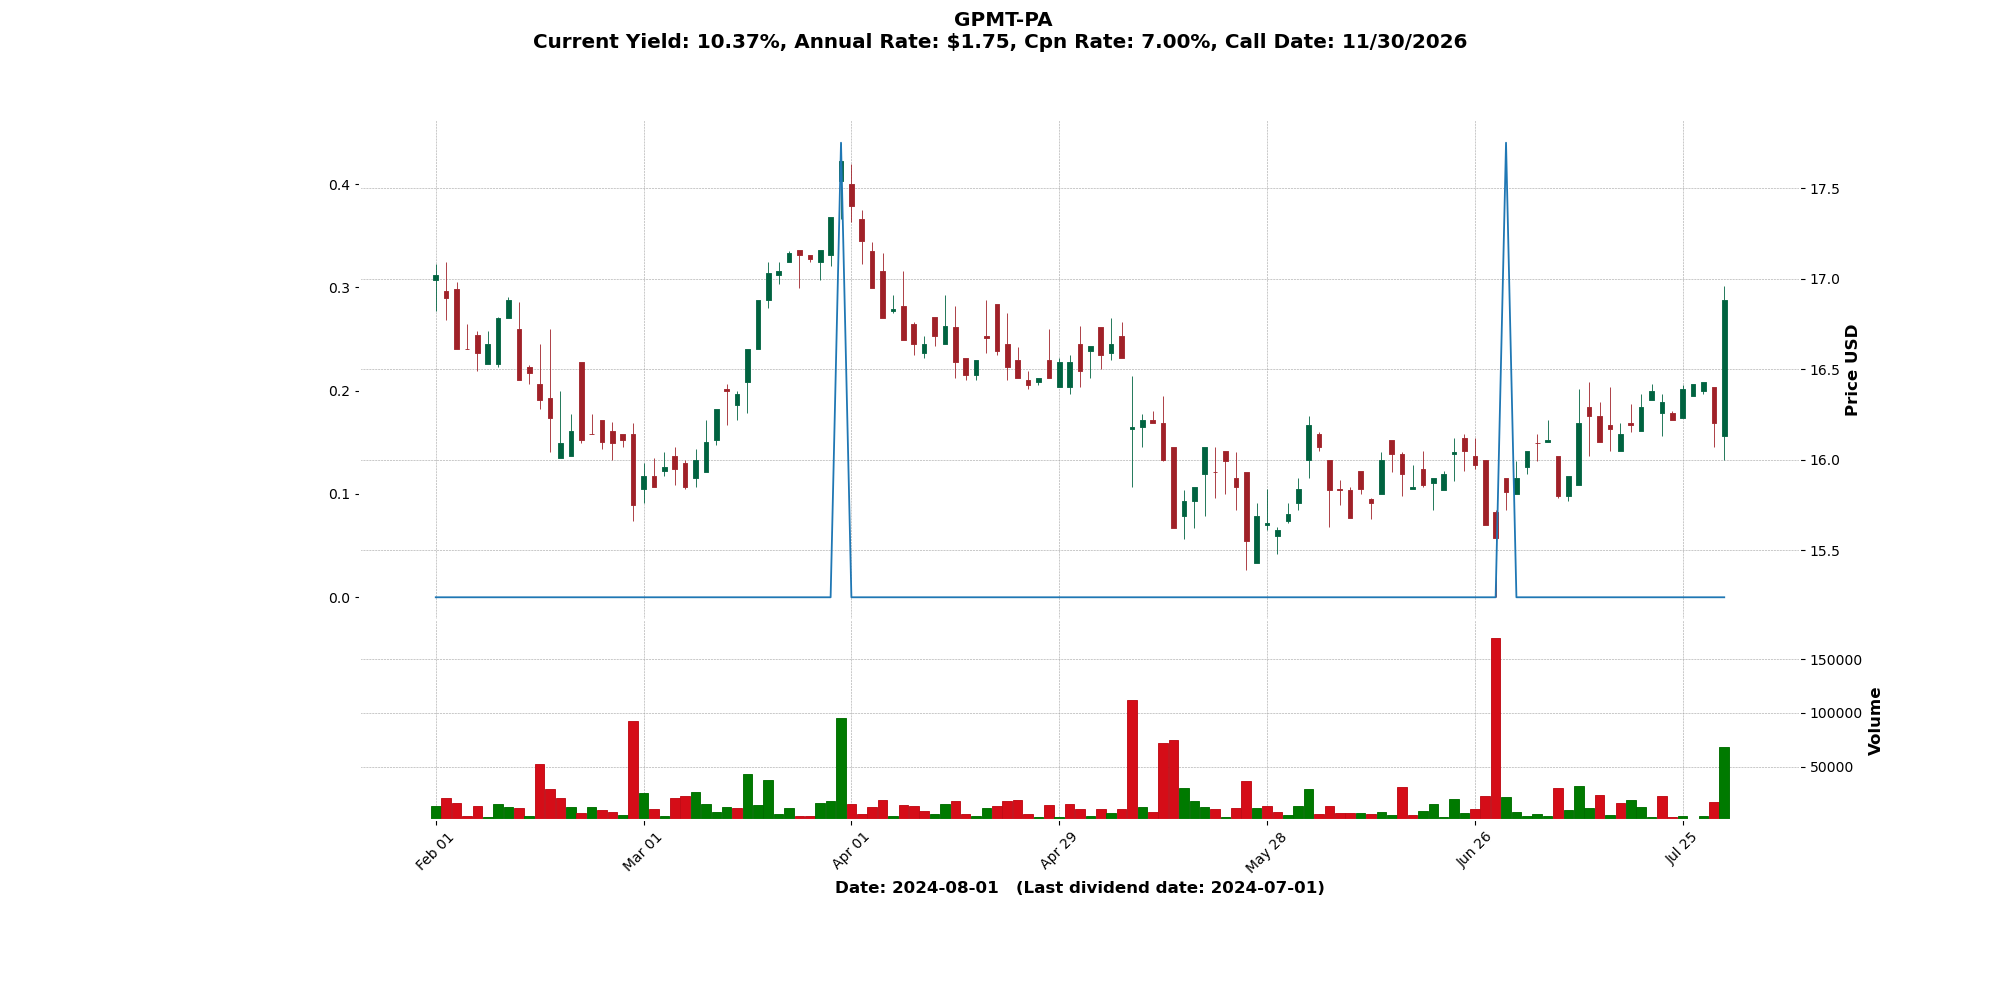 GPMT-PA
Current Yield: 10.37%, Annual Rate: $1.75, Cpn Rate: 7.00%, Call Date: 11/30/2026
0.4
0.3
0.2
0.1
0.0
17.5
17.0
16.5
16.0
15.5
Price USD
150000
100000
50000
Volume
Feb 01
Mar 01
Apr 01
Apr 29
May 28
Jun 26
Jul 25
Date: 2024-08-01 (Last dividend date: 2024-07-01)